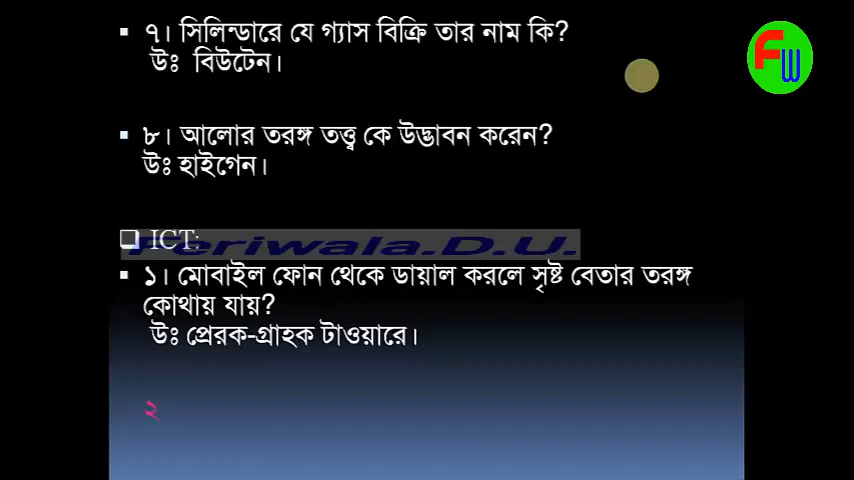 ৭। সিলিন্ডারে যে গ্যাস বিক্রি তার নাম কি?
উঃ বিউটেন।
FW
৮। আলোর তরঙ্গ তত্ত্ব কে উদ্ভাবন করেন?
উঃ হাইগেন।
ICT:
Feriwala.D.U.
১। মোবাইল ফোন থেকে ডায়াল করলে সৃষ্ট বেতার তরঙ্গ
কোথায় যায়?
উঃ প্রেরক-গ্রাহক টাওয়ারে।
২